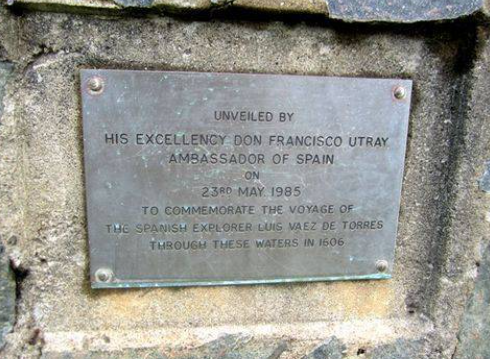 UNVEILED BY
HIS EXCELLENCY DON FRANCISCO UTRAY
AMBASSADOR OF SPAIN
ON
23RD MAY 1985
TO COMMEMORATE THE VOYAGE OF
THE SPANISH EXPLORER LUIS VAEZ DE TORRES
THROUGH THESE WATERS IN 1606